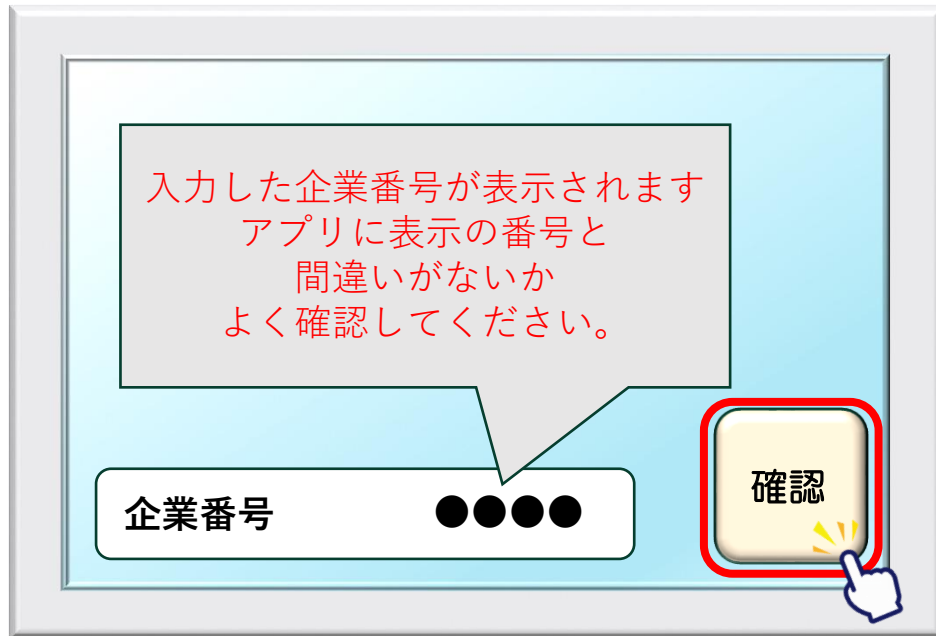 入力した企業番号が表示されます
アプリに表示の番号と
間違いがないか
よく確認してください。
確認
企業番号 ●●●●